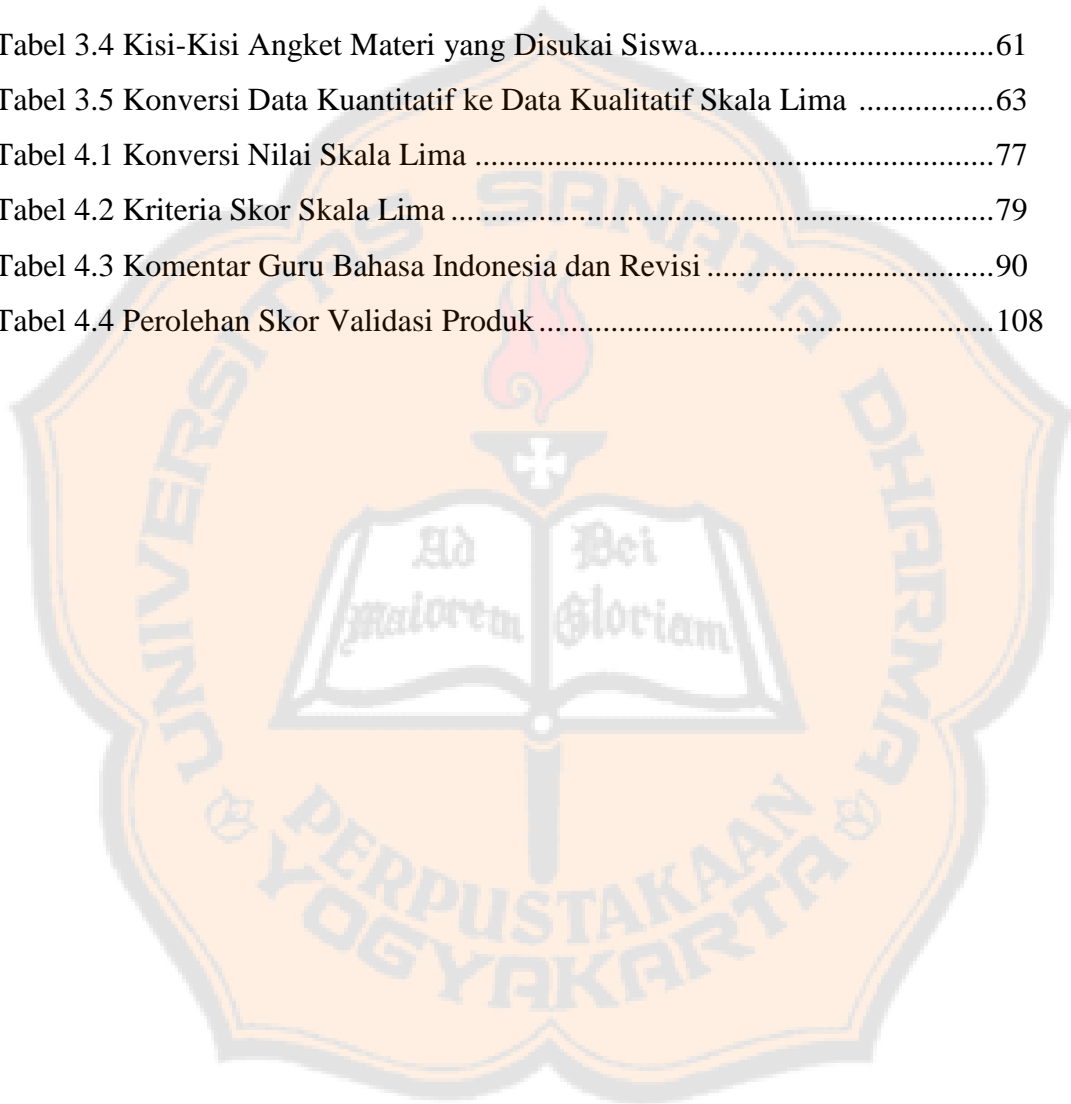 Tabel 3.4 Kisi-Kisi Angket Materi yang Disukai Siswa..................................61
Tabel 3.5 Konversi Data Kuantitatif ke Data Kualitatif Skala Lima ................63
Tabel 4.1 Konversi Nilai Skala Lima ..............................................................77
Tabel 4.2 Kriteria Skor Skala Lima .................................................................79
Tabel 4.3 Komentar Guru Bahasa Indonesia dan Revisi ..................................90
Tabel 4.4 Perolehan Skor Validasi Produk ......................................................108
UNIVERSITAS SANATA DHARMA
Ad Dei
Maiorem Gloriam
PERPUSTAKAAN
YOGYAKARTA